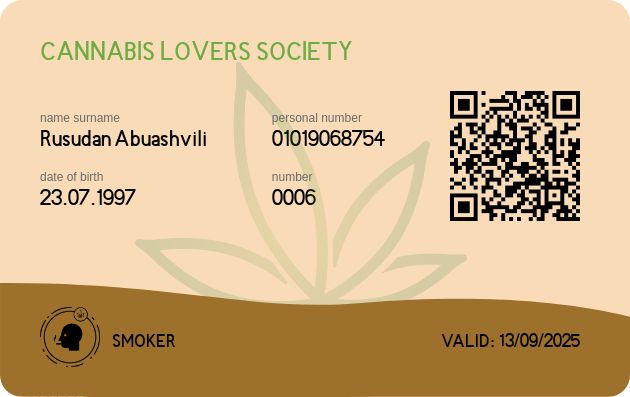 CANNABIS LOVERS SOCIETY
name surname
Rusudan Abuashvili
personal number
01019068754
date of birth
23.07.1997
number
0006
SMOKER
VALID: 13/09/2025